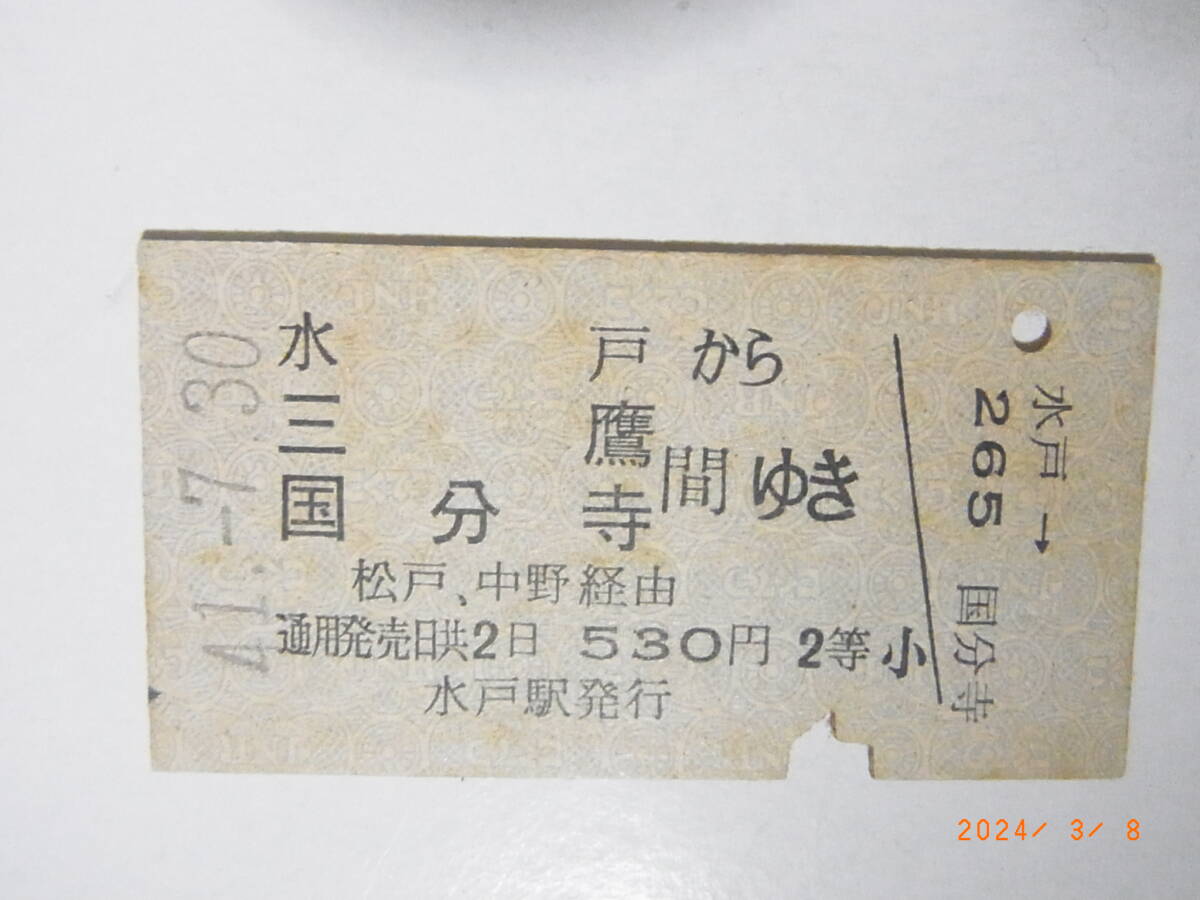 41.-7.30
水戸から
三鷹
国分寺間ゆき
松戸、中野経由
通用発売日共2日 530円 2等 小
水戸駅発行
水戸→
265 国分寺
2024/ 3/ 8